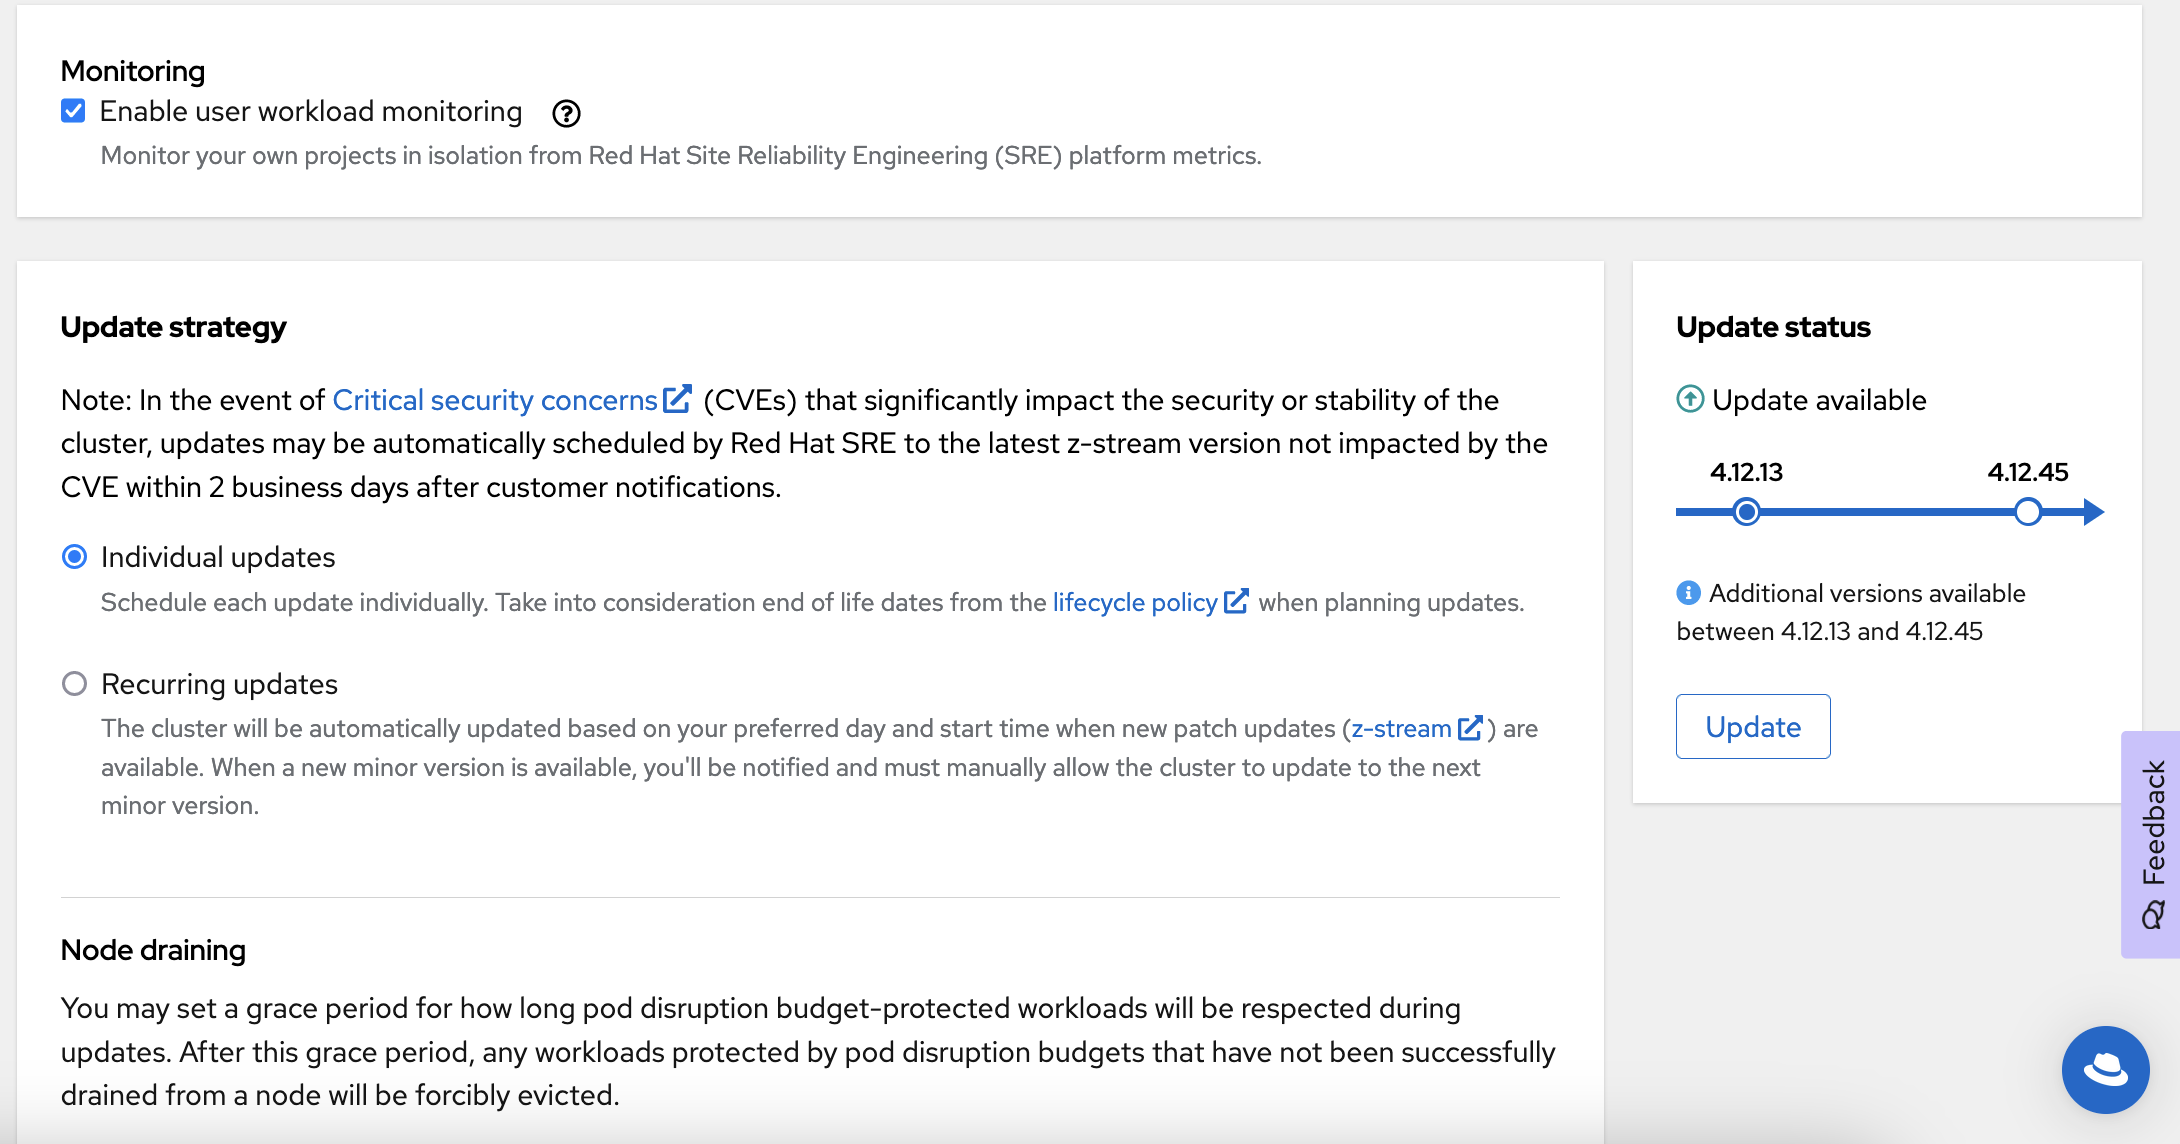 Monitoring
Enable user workload monitoring
Monitor your own projects in isolation from Red Hat Site Reliability Engineering (SRE) platform metrics.
Update strategy
Note: In the event of Critical security concerns (CVEs) that significantly impact the security or stability of the
cluster, updates may be automatically scheduled by Red Hat SRE to the latest z-stream version not impacted by the
CVE within 2 business days after customer notifications.
Individual updates
Schedule each update individually. Take into consideration end of life dates from the lifecycle policy when planning updates.
Recurring updates
The cluster will be automatically updated based on your preferred day and start time when new patch updates (z-stream) are
available. When a new minor version is available, you'll be notified and must manually allow the cluster to update to the next
minor version.
Node draining
You may set a grace period for how long pod disruption budget-protected workloads will be respected during
updates. After this grace period, any workloads protected by pod disruption budgets that have not been successfully
drained from a node will be forcibly evicted.
Update status
Update available
4.12.13 4.12.45
Additional versions available
between 4.12.13 and 4.12.45
Update
Feedback